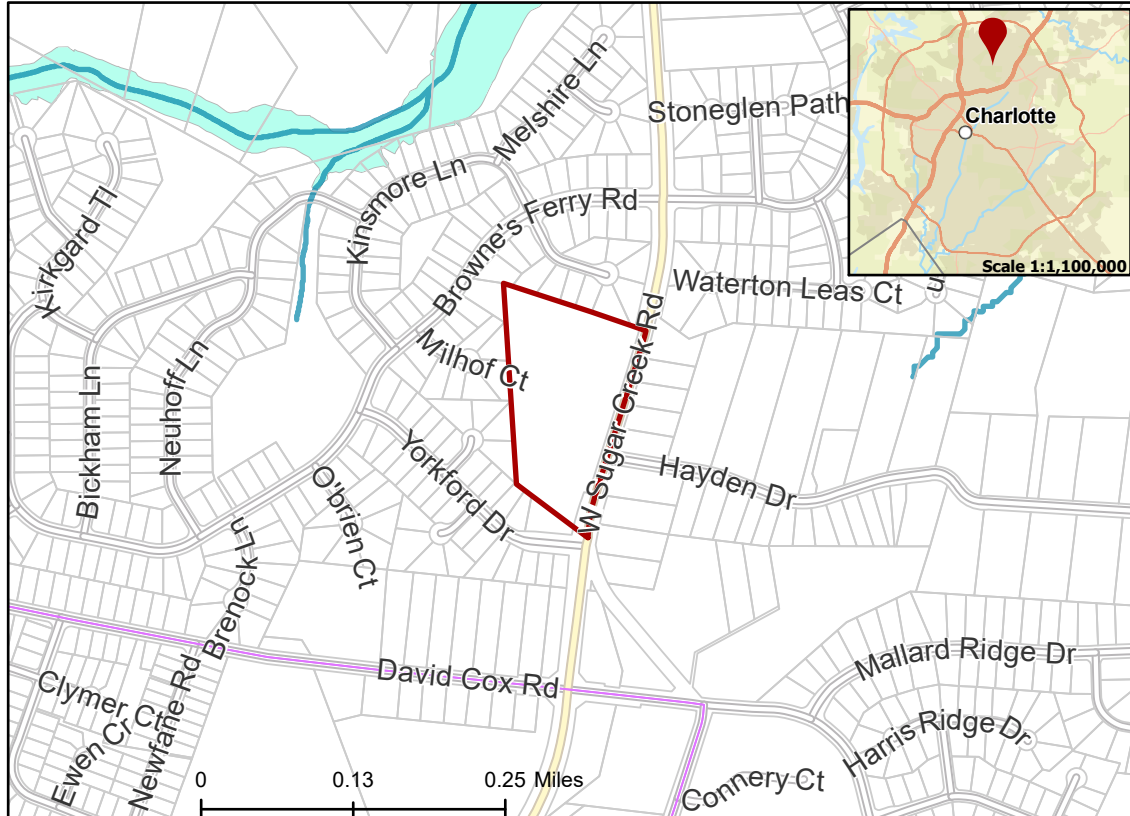 Melshire Ln
Stoneglen Path
Charlotte
Scale 1:1,100,000
Kirkgard Tl
Kinsmore Ln
Browne's Ferry Rd
Waterton Leas Ct
n
Milhof Ct
W Sugar Creek Rd
Bickham Ln
Neuhoff Ln
Yorkford Dr
Hayden Dr
O'brien Ct
Brenock Ln
David Cox Rd
Mallard Ridge Dr
Clymer Ct
Ewen Cr
Newfane Rd
Harris Ridge Dr
Connery Ct
0 0.13 0.25 Miles